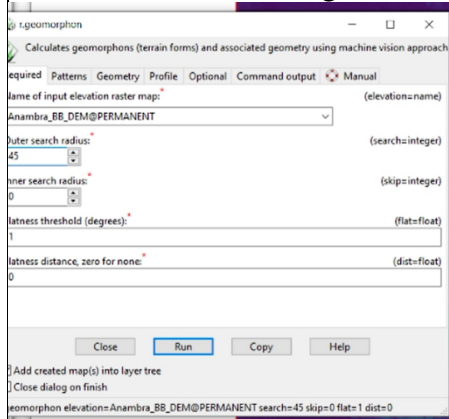 r.geomorphon
Calculates geomorphons (terrain forms) and associated geometry using machine vision approach
equired Patterns Geometry Profile Optional Command output Manual
Name of input elevation raster map:* (elevation=name)
Anambra_BB_DEM@PERMANENT
Outer search radius:* (search=integer)
45
nner search radius:* (skip=integer)
0
latness threshold (degrees):* (flat=float)
1
latness distance, zero for none:* (dist=float)
0
Close Run Copy Help
Add created map(s) into layer tree
Close dialog on finish
eomorphon elevation=Anambra_BB_DEM@PERMANENT search=45 skip=0 flat=1 dist=0